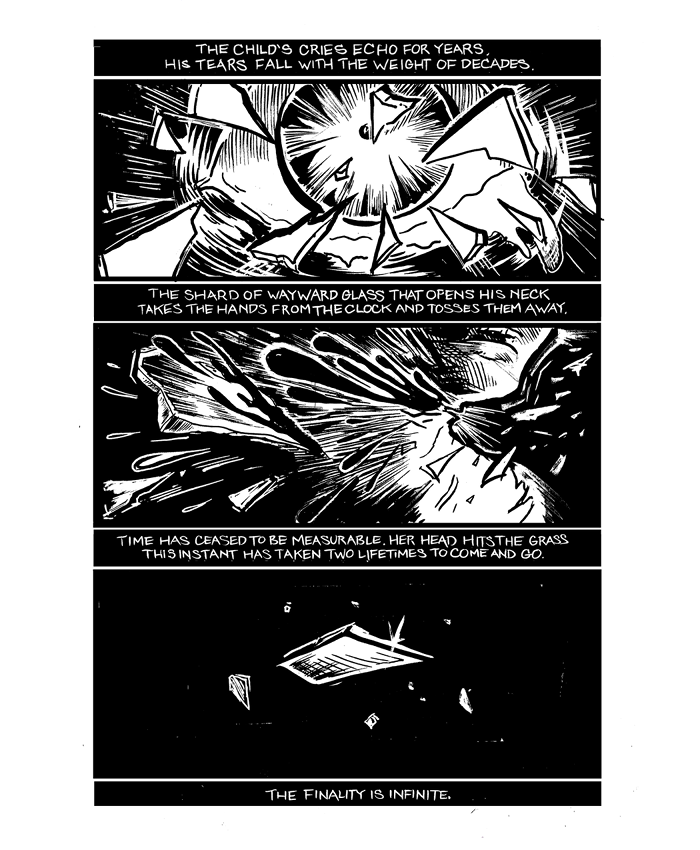 THE CHILD'S CRIES ECHO FOR YEARS.
HIS TEARS FALL WITH THE WEIGHT OF DECADES.
THE SHARD OF WAYWARD GLASS THAT OPENS HIS NECK
TAKES THE HANDS FROM THE CLOCK AND TOSSES THEM AWAY.
TIME HAS CEASED TO BE MEASURABLE. HER HEAD HITS THE GRASS
THIS INSTANT HAS TAKEN TWO LIFETIMES TO COME AND GO.
THE FINALITY IS INFINITE.